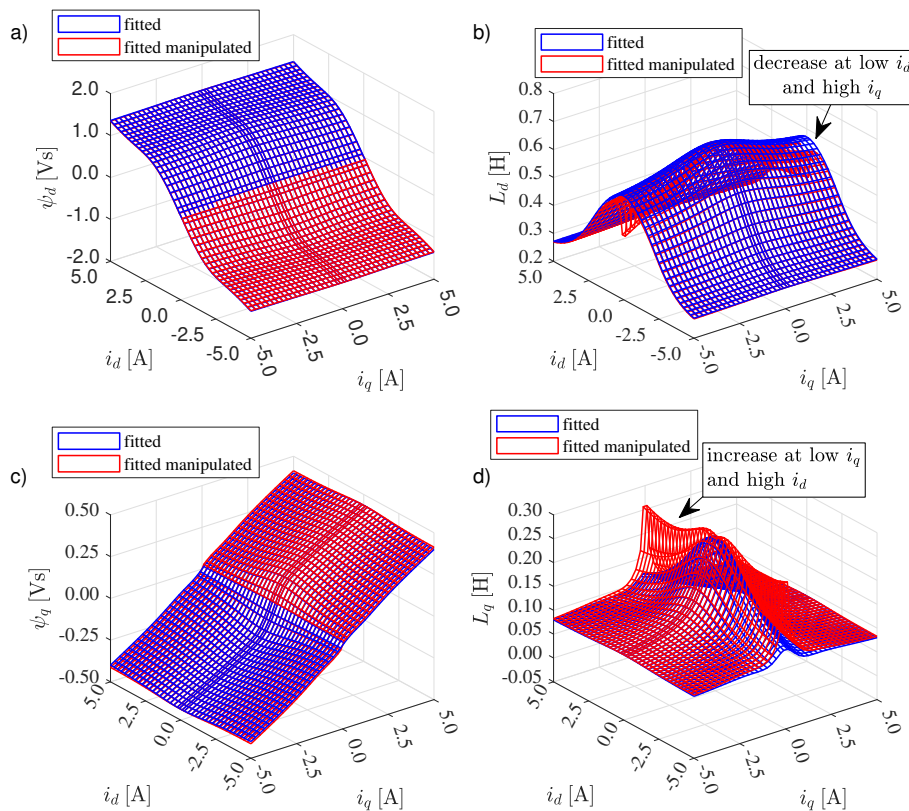 a)
fitted
fitted manipulated
2.0
1.0
0.0
-1.0
-2.0
ψd [Vs]
5.0
2.5
0.0
-2.5
-5.0
id [A]
-5.0
-2.5
0.0
2.5
5.0
iq [A]
b)
fitted
fitted manipulated
decrease at low id
and high iq
0.8
0.7
0.6
0.5
0.4
0.3
0.2
Ld [H]
5.0
2.5
0.0
-2.5
-5.0
id [A]
-5.0
-2.5
0.0
2.5
5.0
iq [A]
c)
fitted
fitted manipulated
0.50
0.25
0.00
-0.25
-0.50
ψq [Vs]
5.0
2.5
0.0
-2.5
-5.0
id [A]
-5.0
-2.5
0.0
2.5
5.0
iq [A]
d)
fitted
fitted manipulated
increase at low iq
and high id
0.30
0.25
0.20
0.15
0.10
0.05
0.00
-0.05
Lq [H]
5.0
2.5
0.0
-2.5
-5.0
id [A]
-5.0
-2.5
0.0
2.5
5.0
iq [A]